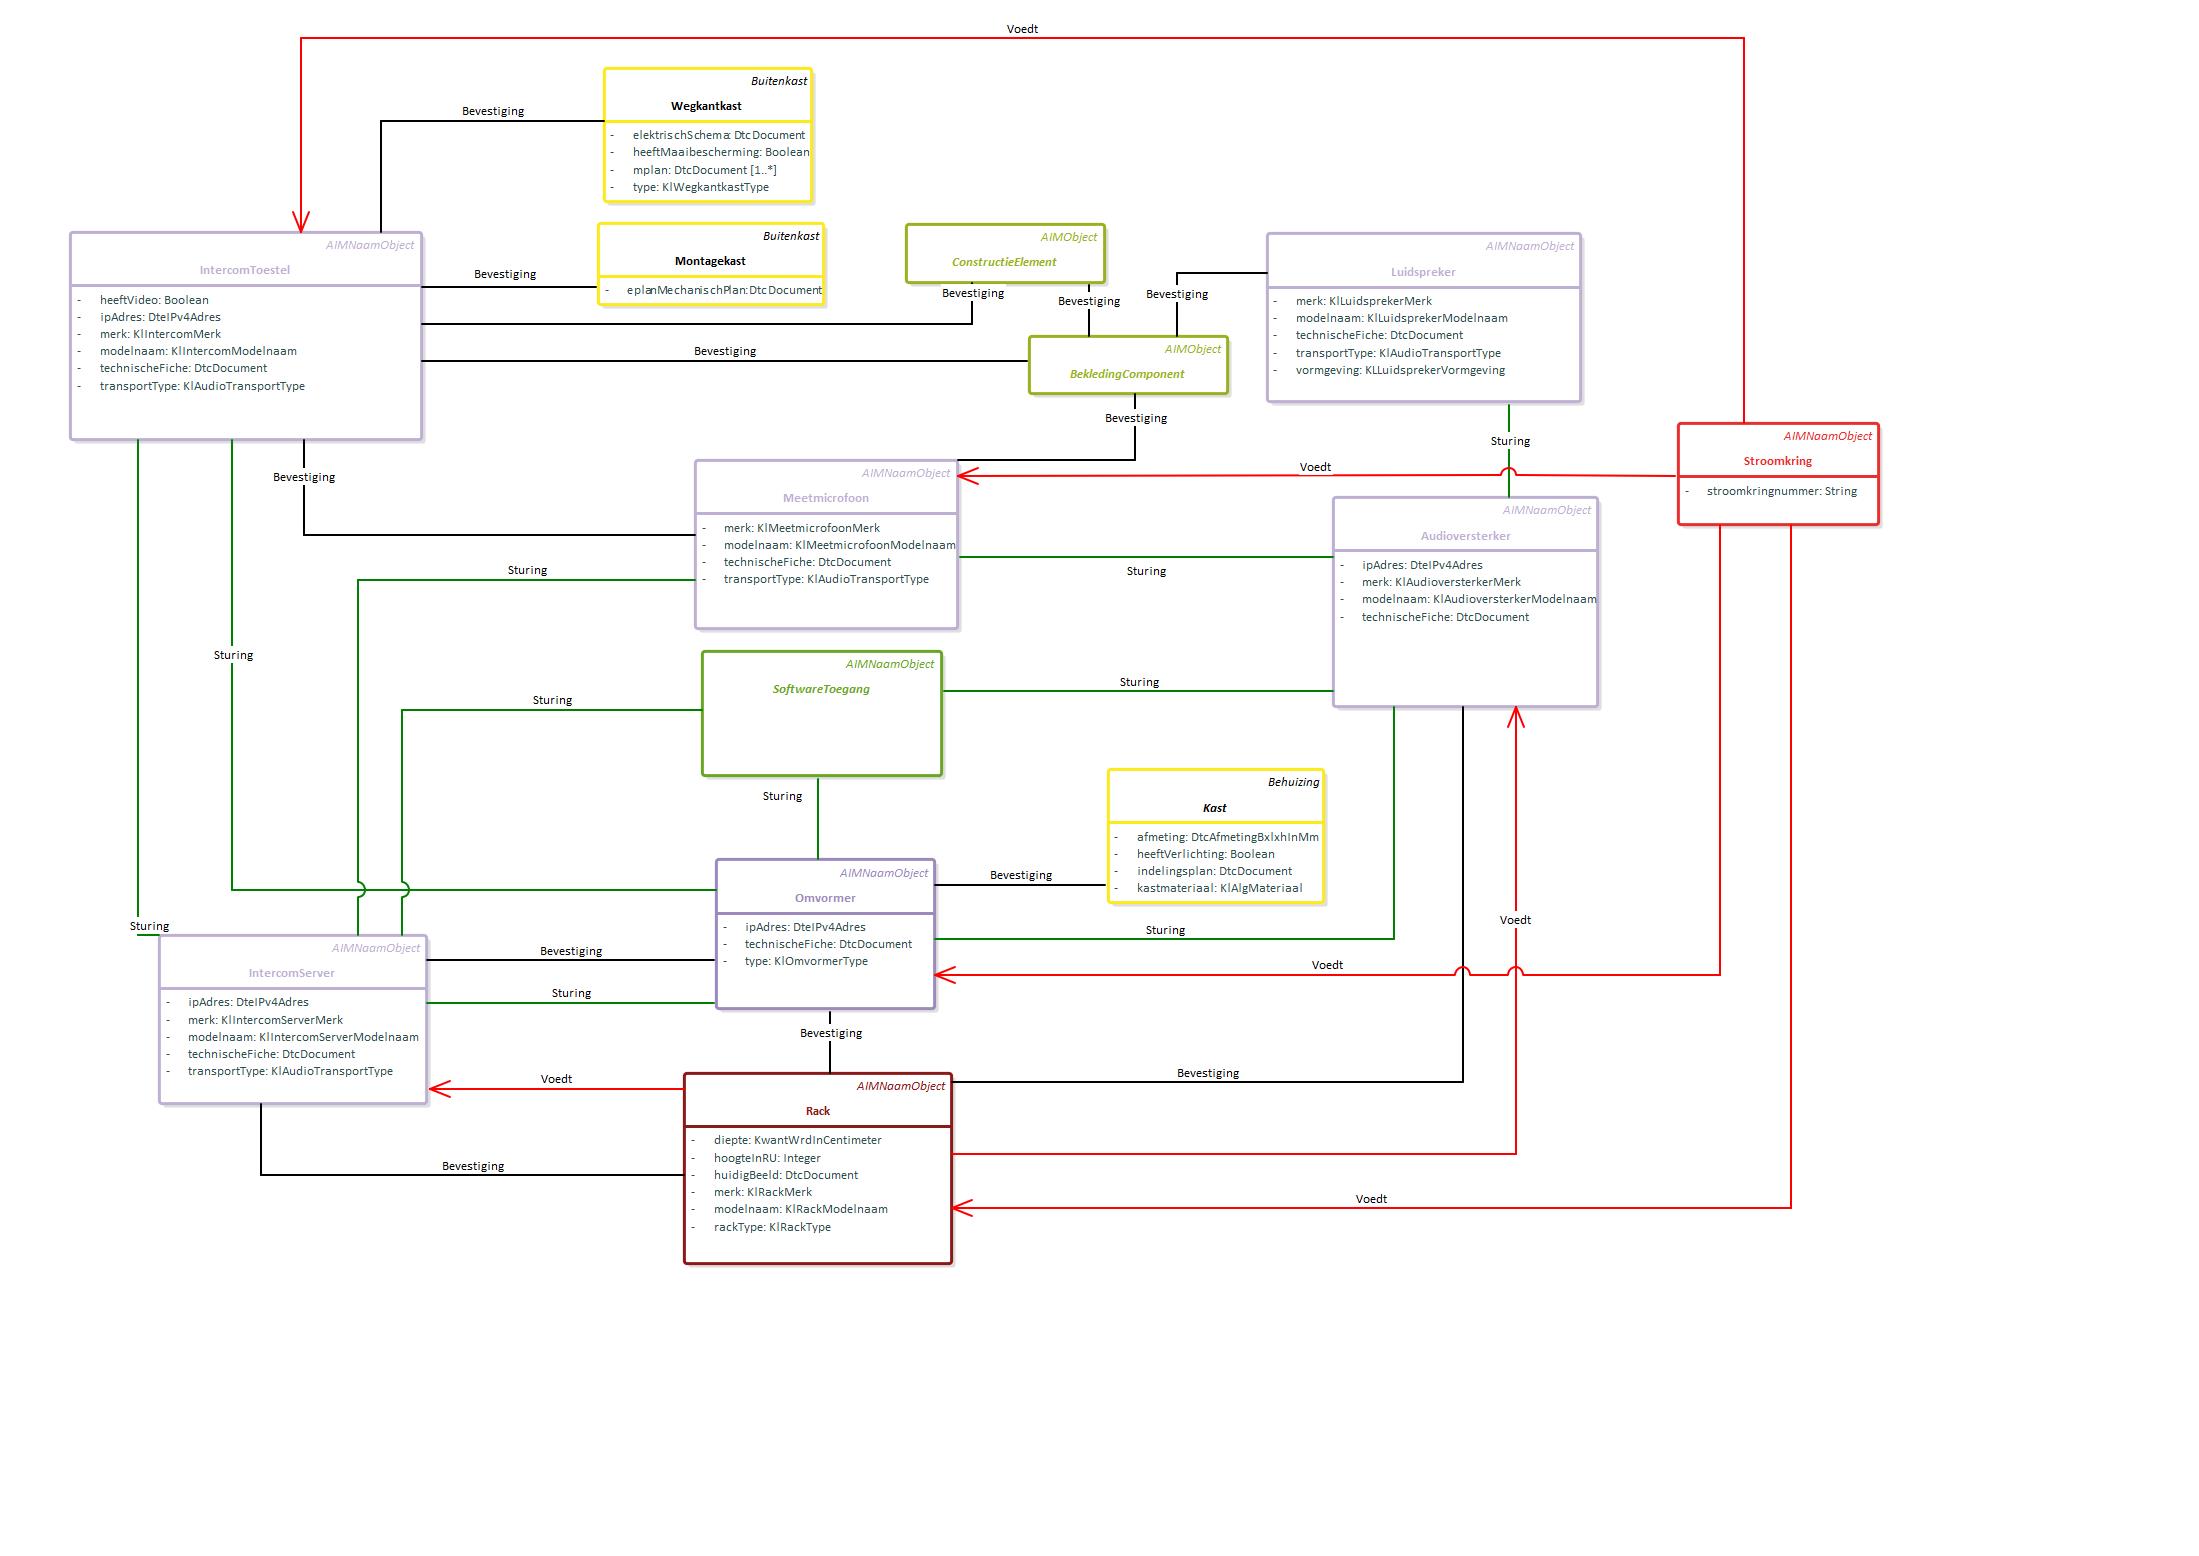 Voedt
Buitenkast
Wegkantkast
- elektrischSchema: DtcDocument
- heeftMaaibescherming: Boolean
- mplan: DtcDocument [1..*]
- type: KlWegkantkastType
Bevestiging
Buitenkast
Montagekast
- eplanMechanischPlan:DtcDocument
Bevestiging
AIMNaamObject
IntercomToestel
- heeftVideo: Boolean
- ipAdres: DteIPv4Adres
- merk: KlIntercomMerk
- modelnaam: KlIntercomModelnaam
- technischeFiche: DtcDocument
- transportType: KlAudioTransportType
AIMObject
ConstructieElement
Bevestiging
Bevestiging
Bevestiging
AIMNaamObject
Luidspreker
- merk: KlLuidsprekerMerk
- modelnaam: KlLuidsprekerModelnaam
- technischeFiche: DtcDocument
- transportType: KlAudioTransportType
- vormgeving: KLLuidsprekerVormgeving
Bevestiging
AIMObject
BekledingComponent
Bevestiging
Sturing
AIMNaamObject
Stroomkring
- stroomkringnummer: String
Bevestiging
AIMNaamObject
Meetmicrofoon
- merk: KlMeetmicrofoonMerk
- modelnaam: KlMeetmicrofoonModelnaam
- technischeFiche: DtcDocument
- transportType: KlAudioTransportType
Voedt
AIMNaamObject
Audioversterker
- ipAdres: DteIPv4Adres
- merk: KlAudioversterkerMerk
- modelnaam: KlAudioversterkerModelnaam
- technischeFiche: DtcDocument
Sturing
Sturing
Sturing
AIMNaamObject
SoftwareToegang
Sturing
Sturing
Sturing
Behuizing
Kast
- afmeting: DtcAfmetingBxlxhInMm
- heeftVerlichting: Boolean
- indelingsplan: DtcDocument
- kastmateriaal: KlAlgMateriaal
AIMNaamObject
Omvormer
- ipAdres: DteIPv4Adres
- technischeFiche: DtcDocument
- type: KlOmvormerType
Bevestiging
Sturing
Voedt
Voedt
Sturing
AIMNaamObject
IntercomServer
- ipAdres: DteIPv4Adres
- merk: KlIntercomServerMerk
- modelnaam: KlIntercomServerModelnaam
- technischeFiche: DtcDocument
- transportType: KlAudioTransportType
Bevestiging
Sturing
Bevestiging
Voedt
Bevestiging
AIMNaamObject
Rack
- diepte: KwantWrdInCentimeter
- hoogteInRU: Integer
- huidigBeeld: DtcDocument
- merk: KlRackMerk
- modelnaam: KlRackModelnaam
- rackType: KlRackType
Bevestiging
Voedt